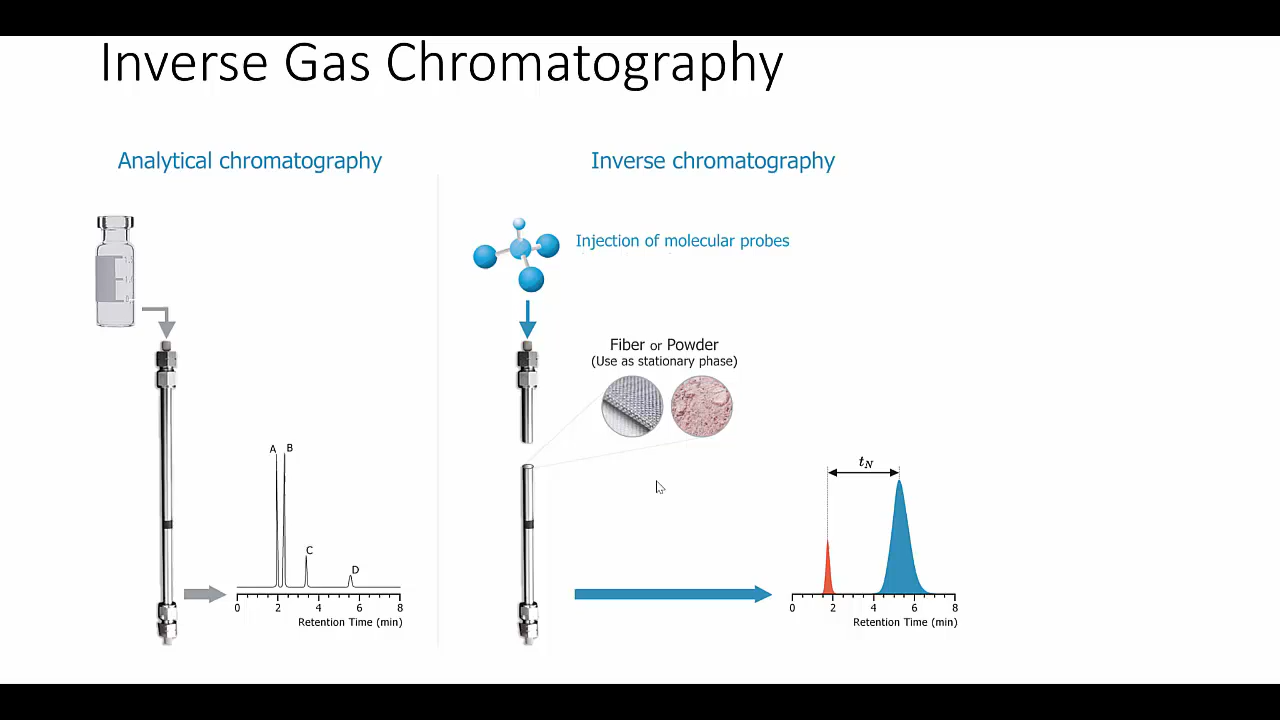 Inverse Gas Chromatography
Analytical chromatography
A
B
C
D
0 2 4 6 8
Retention Time (min)
Inverse chromatography
Injection of molecular probes
Fiber or Powder
(Use as stationary phase)
tN
0 2 4 6 8
Retention Time (min)